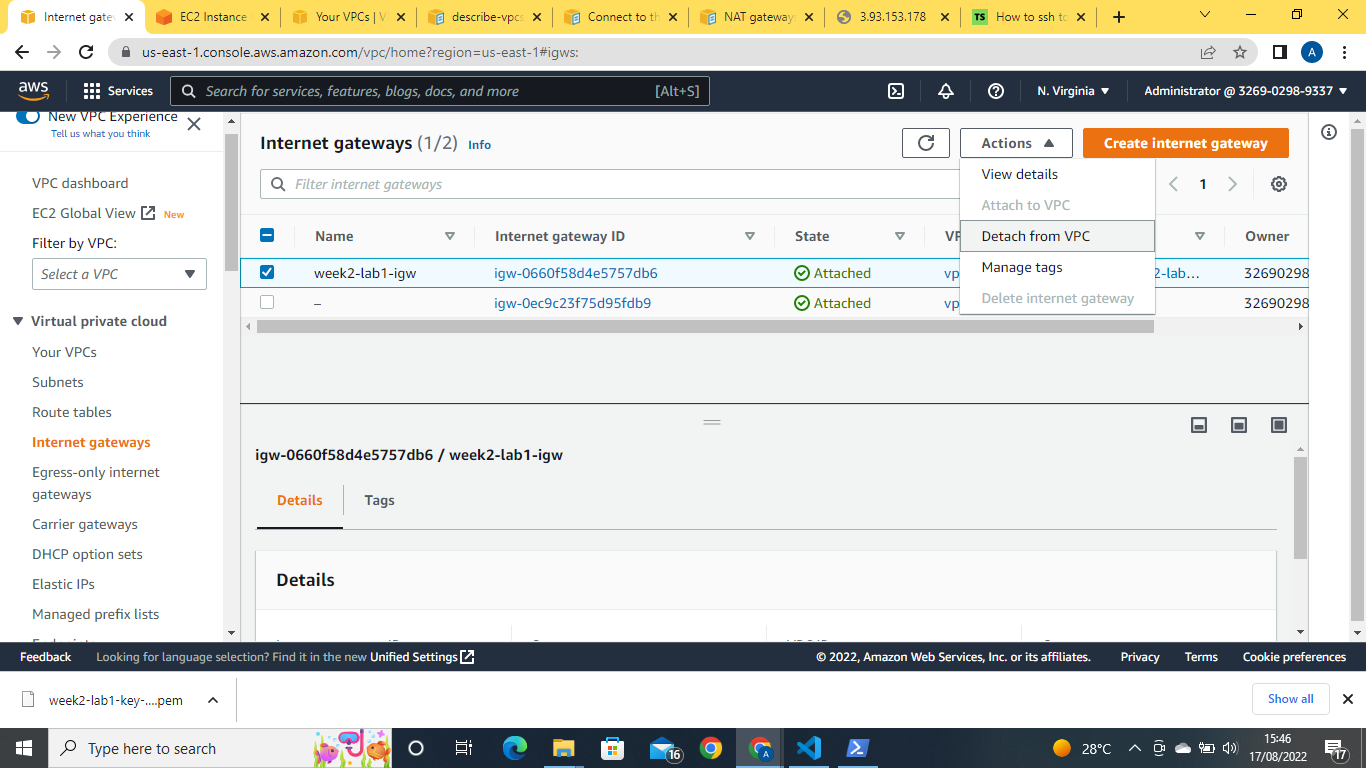 Internet gatew
EC2 Instance
Your VPCs | V
describe-vpcs
Connect to th
NAT gateways
3.93.153.178
TS How to ssh to
us-east-1.console.aws.amazon.com/vpc/home?region=us-east-1#igws:
A
aws
Services
Search for services, features, blogs, docs, and more [Alt+S]
N. Virginia
Administrator @ 3269-0298-9337
New VPC Experience
Tell us what you think
VPC dashboard
EC2 Global View New
Filter by VPC:
Select a VPC
Virtual private cloud
Your VPCs
Subnets
Route tables
Internet gateways
Egress-only internet
gateways
Carrier gateways
DHCP option sets
Elastic IPs
Managed prefix lists
Internet gateways (1/2) Info
Actions
Create internet gateway
Filter internet gateways
1
View details
Attach to VPC
Detach from VPC
Manage tags
Delete internet gateway
Name Internet gateway ID State VP Owner
week2-lab1-igw igw-0660f58d4e5757db6 Attached vp 2-lab... 32690298
– igw-0ec9c23f75d95fdb9 Attached vp 32690298
igw-0660f58d4e5757db6 / week2-lab1-igw
Details Tags
Details
Feedback Looking for language selection? Find it in the new Unified Settings
© 2022, Amazon Web Services, Inc. or its affiliates. Privacy Terms Cookie preferences
week2-lab1-key-....pem
Show all
Type here to search
16
A
28°C
15:46
17/08/2022
17